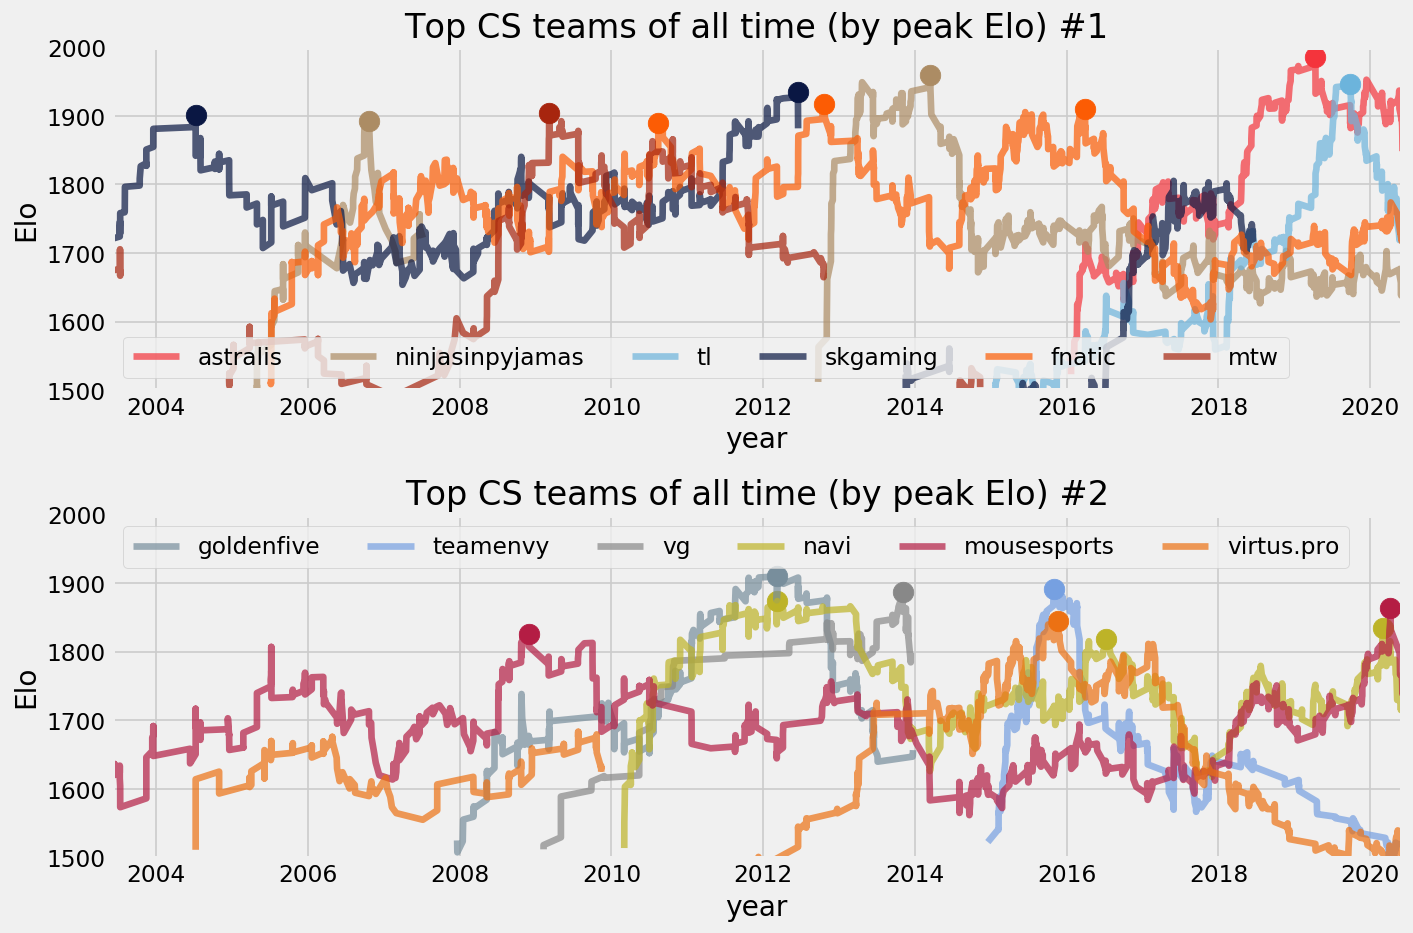 Top CS teams of all time (by peak Elo) #1
2000
1900
1800
1700
1600
1500
Elo
astralis ninjasinpyjamas tl skgaming fnatic mtw
2004 2006 2008 2010 2012 2014 2016 2018 2020
year
Top CS teams of all time (by peak Elo) #2
2000
1900
1800
1700
1600
1500
Elo
goldenfive teamenvy vg navi mousesports virtus.pro
2004 2006 2008 2010 2012 2014 2016 2018 2020
year